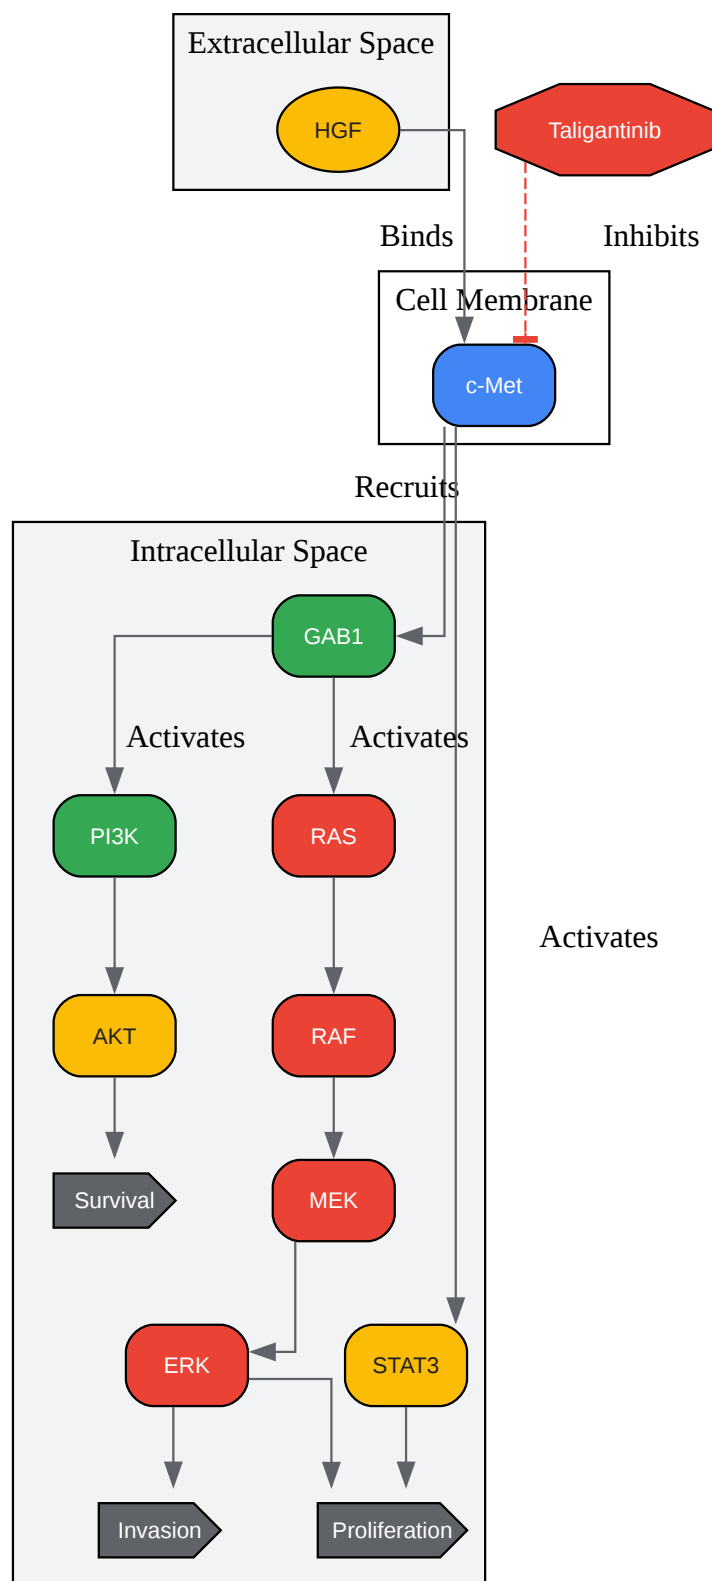 Extracellular Space
HGF
Taligantinib
Binds
Inhibits
Cell Membrane
c-Met
Recruits
Intracellular Space
GAB1
Activates
Activates
PI3K
RAS
Activates
AKT
RAF
Survival
MEK
ERK
STAT3
Invasion
Proliferation